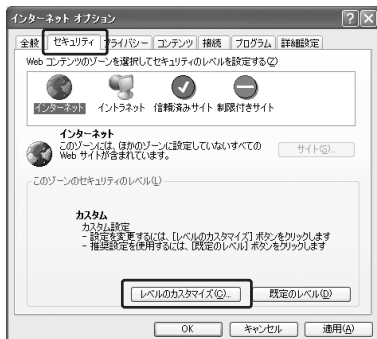 インターネット オプション
全般 セキュリティ プライバシー コンテンツ 接続 プログラム 詳細設定
Web コンテンツのゾーンを選択してセキュリティのレベルを設定する(Z)
インターネット イントラネット 信頼済みサイト 制限付きサイト
インターネット
このゾーンには、ほかのゾーンに設定していないすべての
Web サイトが含まれています。
サイト(S)...
このゾーンのセキュリティのレベル(L)
カスタム
カスタム設定
- 設定を変更するには、[レベルのカスタマイズ] ボタンをクリックします
- 推奨設定を使用するには、[既定のレベル] ボタンをクリックします
レベルのカスタマイズ(C)... 既定のレベル(D)
OK キャンセル 適用(A)